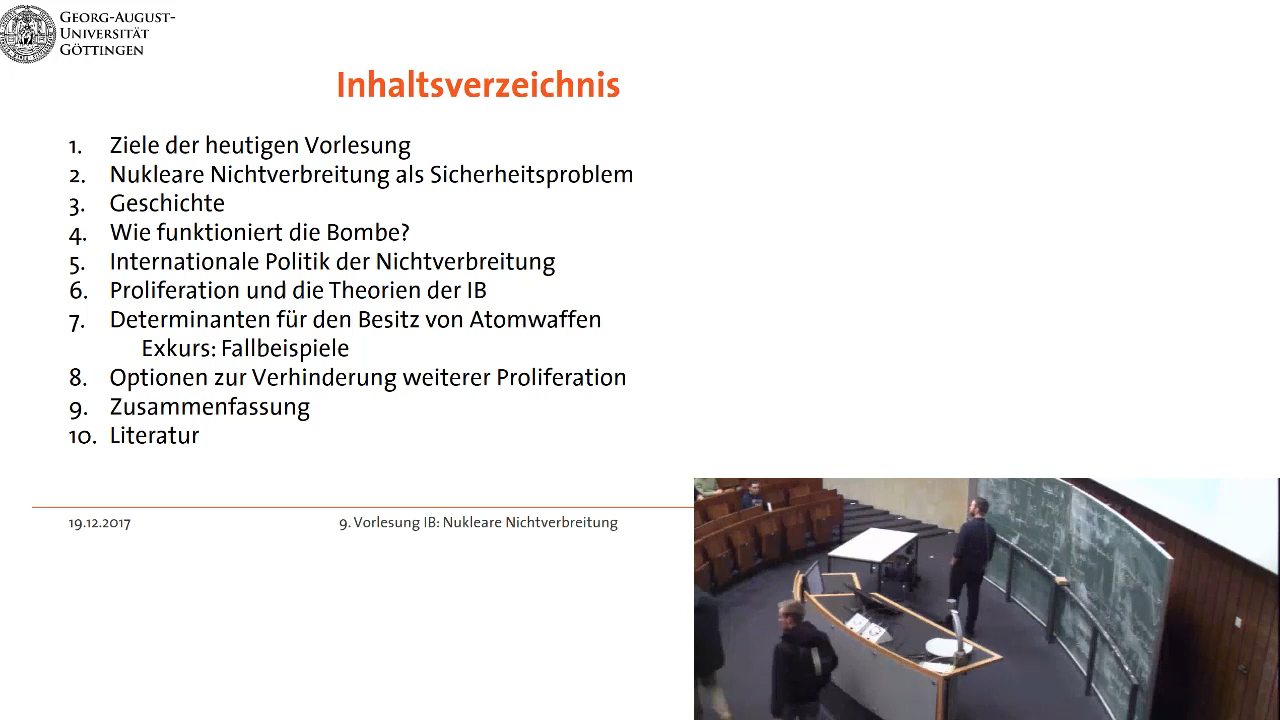 GEORG-AUGUST-
UNIVERSITÄT
GÖTTINGEN
Inhaltsverzeichnis
1. Ziele der heutigen Vorlesung
2. Nukleare Nichtverbreitung als Sicherheitsproblem
3. Geschichte
4. Wie funktioniert die Bombe?
5. Internationale Politik der Nichtverbreitung
6. Proliferation und die Theorien der IB
7. Determinanten für den Besitz von Atomwaffen
Exkurs: Fallbeispiele
8. Optionen zur Verhinderung weiterer Proliferation
9. Zusammenfassung
10. Literatur
19.12.2017
9. Vorlesung IB: Nukleare Nichtverbreitung